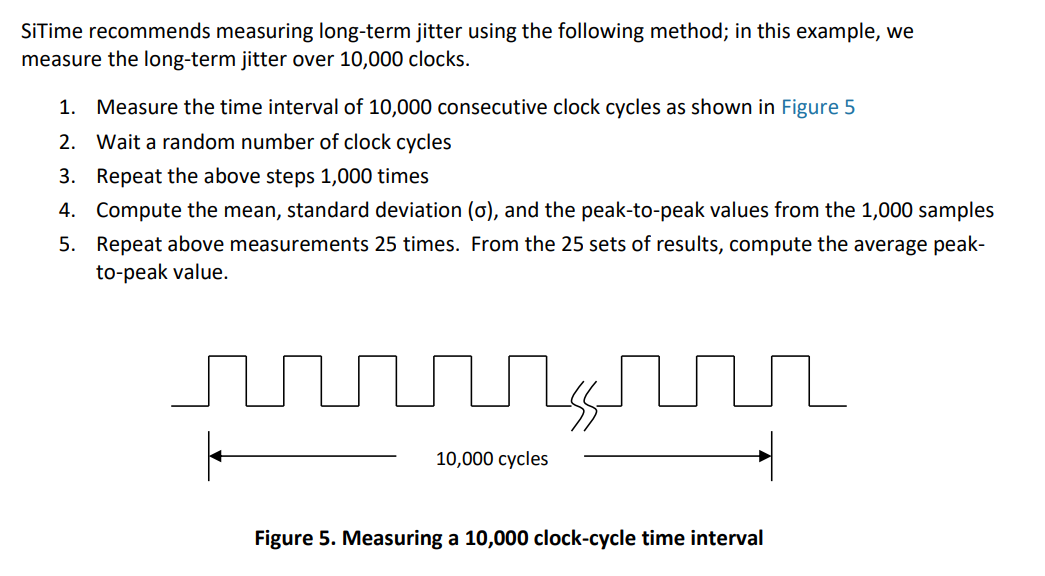 SiTime recommends measuring long-term jitter using the following method; in this example, we
measure the long-term jitter over 10,000 clocks.
1. Measure the time interval of 10,000 consecutive clock cycles as shown in Figure 5
2. Wait a random number of clock cycles
3. Repeat the above steps 1,000 times
4. Compute the mean, standard deviation (σ), and the peak-to-peak values from the 1,000 samples
5. Repeat above measurements 25 times. From the 25 sets of results, compute the average peak-
to-peak value.
10,000 cycles
Figure 5. Measuring a 10,000 clock-cycle time interval